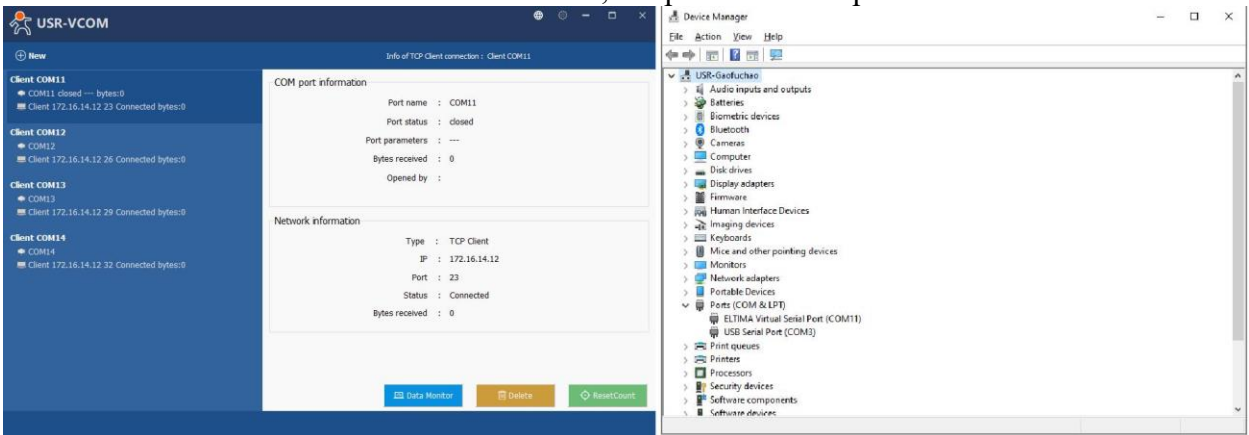 USR-VCOM
New
Info of TCP Client connection : Client COM11
Client COM11
COM11 closed --- bytes:0
Client 172.16.14.12 23 Connected bytes:0
Client COM12
COM12
Client 172.16.14.12 26 Connected bytes:0
Client COM13
COM13
Client 172.16.14.12 29 Connected bytes:0
Client COM14
COM14
Client 172.16.14.12 32 Connected bytes:0
COM port information
Port name : COM11
Port status : closed
Port parameters : ---
Bytes received : 0
Opened by :
Network information
Type : TCP Client
IP : 172.16.14.12
Port : 23
Status : Connected
Bytes received : 0
Data Monitor
Delete
ResetCount
Device Manager
File Action View Help
USR-Gaofuchao
Audio inputs and outputs
Batteries
Biometric devices
Bluetooth
Cameras
Computer
Disk drives
Display adapters
Firmware
Human Interface Devices
Imaging devices
Keyboards
Mice and other pointing devices
Monitors
Network adapters
Portable Devices
Ports (COM & LPT)
ELTIMA Virtual Serial Port (COM11)
USB Serial Port (COM3)
Print queues
Printers
Processors
Security devices
Software components
Software devices